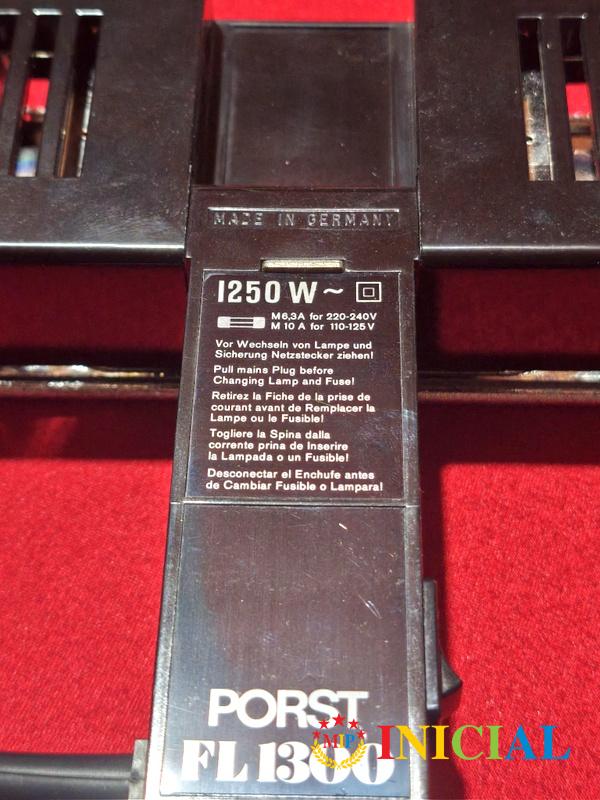 MADE IN GERMANY
1250 W ~
M 6,3A for 220-240V
M 10 A for 110-125 V
Vor Wechseln von Lampe und
Sicherung Netzstecker ziehen!
Pull mains Plug before
Changing Lamp and Fuse!
Retirez la Fiche de la prise de
courant avant de Remplacer la
Lampe ou le Fusible!
Togliere la Spina dalla
corrente prina de Inserire
la Lampada o un Fusible!
Desconectar el Enchufe antes
de Cambiar Fusible o Lampara!
PORST
FL 1300
MP INICIAL